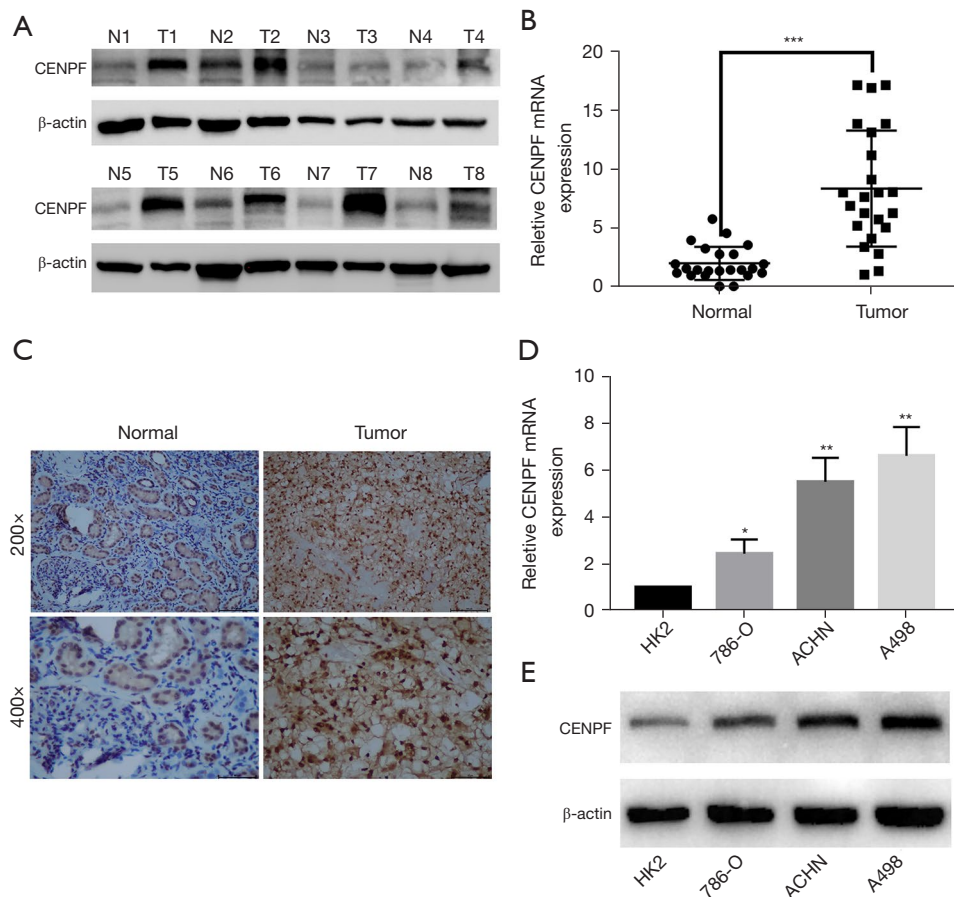 A
N1 T1 N2 T2 N3 T3 N4 T4
CENPF
β-actin
N5 T5 N6 T6 N7 T7 N8 T8
CENPF
β-actin
B
Reletive CENPF mRNA
expression
20
15
10
5
0
***
Normal Tumor
C
Normal Tumor
200×
400×
D
Reletive CENPF mRNA
expression
10
8
6
4
2
0
* ** **
HK2 786-O ACHN A498
E
CENPF
β-actin
HK2 786-O ACHN A498